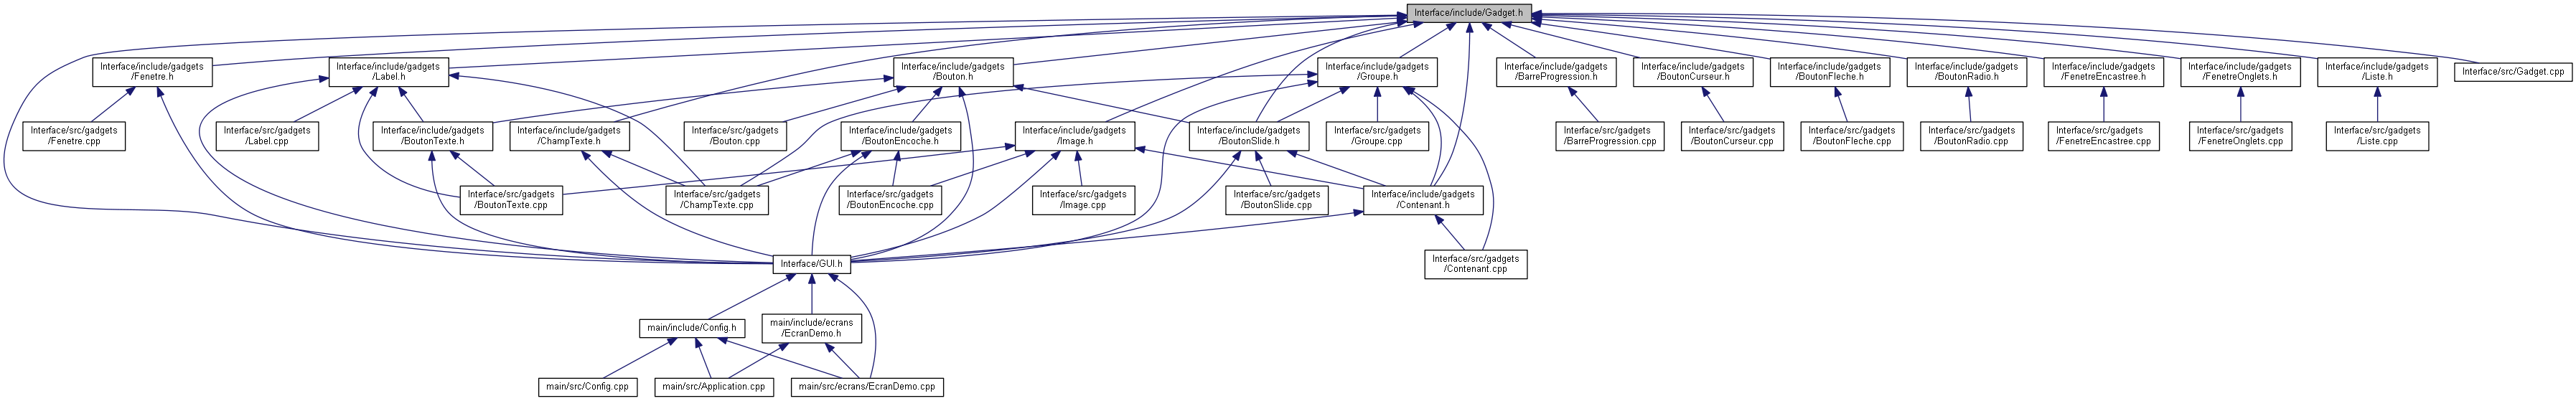 Interface/include/Gadget.h
Interface/include/gadgets
/Fenetre.h
Interface/include/gadgets
/Label.h
Interface/include/gadgets
/Bouton.h
Interface/include/gadgets
/Groupe.h
Interface/include/gadgets
/BarreProgression.h
Interface/include/gadgets
/BoutonCurseur.h
Interface/include/gadgets
/BoutonFleche.h
Interface/include/gadgets
/BoutonRadio.h
Interface/include/gadgets
/FenetreEncastree.h
Interface/include/gadgets
/FenetreOnglets.h
Interface/include/gadgets
/Liste.h
Interface/src/Gadget.cpp
Interface/src/gadgets
/Fenetre.cpp
Interface/src/gadgets
/Label.cpp
Interface/include/gadgets
/BoutonTexte.h
Interface/include/gadgets
/ChampTexte.h
Interface/src/gadgets
/Bouton.cpp
Interface/include/gadgets
/BoutonEncoche.h
Interface/include/gadgets
/Image.h
Interface/include/gadgets
/BoutonSlide.h
Interface/src/gadgets
/Groupe.cpp
Interface/src/gadgets
/BarreProgression.cpp
Interface/src/gadgets
/BoutonCurseur.cpp
Interface/src/gadgets
/BoutonFleche.cpp
Interface/src/gadgets
/BoutonRadio.cpp
Interface/src/gadgets
/FenetreEncastree.cpp
Interface/src/gadgets
/FenetreOnglets.cpp
Interface/src/gadgets
/Liste.cpp
Interface/src/gadgets
/BoutonTexte.cpp
Interface/src/gadgets
/ChampTexte.cpp
Interface/src/gadgets
/BoutonEncoche.cpp
Interface/src/gadgets
/Image.cpp
Interface/src/gadgets
/BoutonSlide.cpp
Interface/include/gadgets
/Contenant.h
Interface/GUI.h
Interface/src/gadgets
/Contenant.cpp
main/include/Config.h
main/include/ecrans
/EcranDemo.h
main/src/Config.cpp
main/src/Application.cpp
main/src/ecrans/EcranDemo.cpp